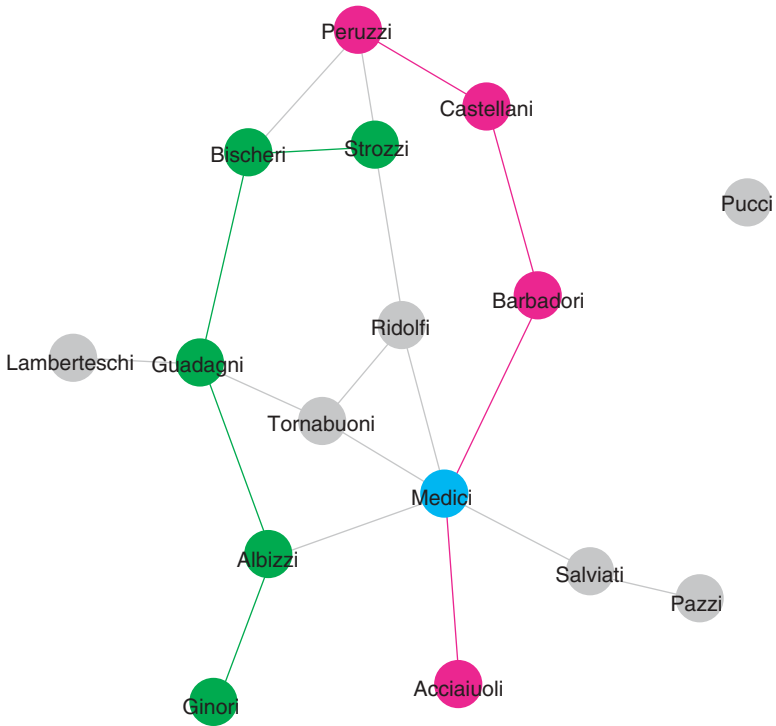 Peruzzi
Castellani
Bischeri
Strozzi
Pucci
Barbadori
Ridolfi
Lamberteschi
Guadagni
Tornabuoni
Medici
Albizzi
Salviati
Pazzi
Acciaiuoli
Ginori